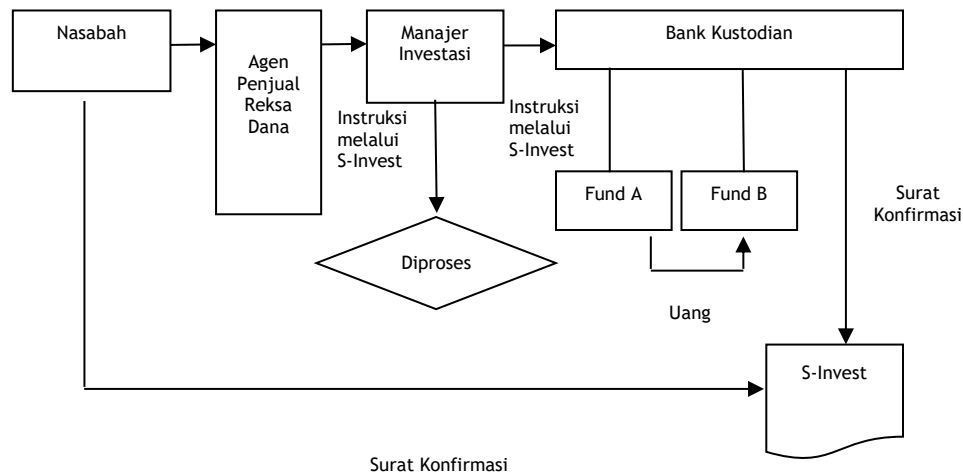 Nasabah
Agen
Penjual
Reksa
Dana
Manajer
Investasi
Bank Kustodian
Instruksi
melalui
S-Invest
Instruksi
melalui
S-Invest
Fund A
Fund B
Surat
Konfirmasi
Diproses
Uang
S-Invest
Surat Konfirmasi